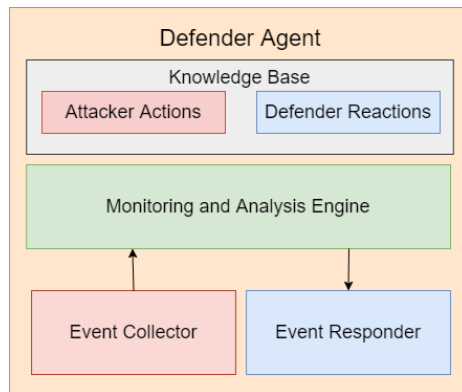 Defender Agent
Knowledge Base
Attacker Actions
Defender Reactions
Monitoring and Analysis Engine
Event Collector
Event Responder